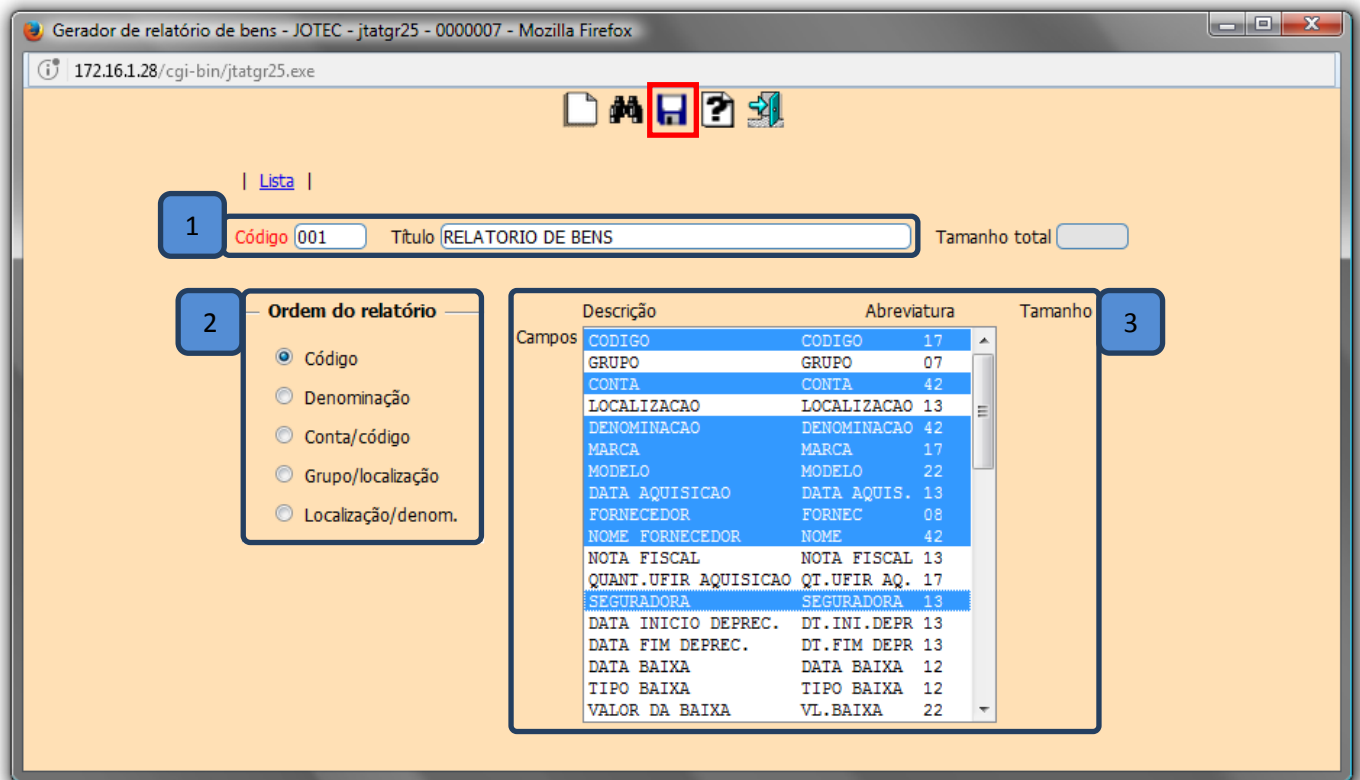 Gerador de relatório de bens - JOTEC - jtatgr25 - 0000007 - Mozilla Firefox
172.16.1.28/cgi-bin/jtatgr25.exe
| Lista |
1
Código 001 Título RELATORIO DE BENS Tamanho total
2
Ordem do relatório
Código
Denominação
Conta/código
Grupo/localização
Localização/denom.
Descrição Abreviatura Tamanho
3
Campos
CODIGO CODIGO 17
GRUPO GRUPO 07
CONTA CONTA 42
LOCALIZACAO LOCALIZACAO 13
DENOMINACAO DENOMINACAO 42
MARCA MARCA 17
MODELO MODELO 22
DATA AQUISICAO DATA AQUIS. 13
FORNECEDOR FORNEC 08
NOME FORNECEDOR NOME 42
NOTA FISCAL NOTA FISCAL 13
QUANT.UFIR AQUISICAO QT.UFIR AQ. 17
SEGURADORA SEGURADORA 13
DATA INICIO DEPREC. DT.INI.DEPR 13
DATA FIM DEPREC. DT.FIM DEPR 13
DATA BAIXA DATA BAIXA 12
TIPO BAIXA TIPO BAIXA 12
VALOR DA BAIXA VL.BAIXA 22